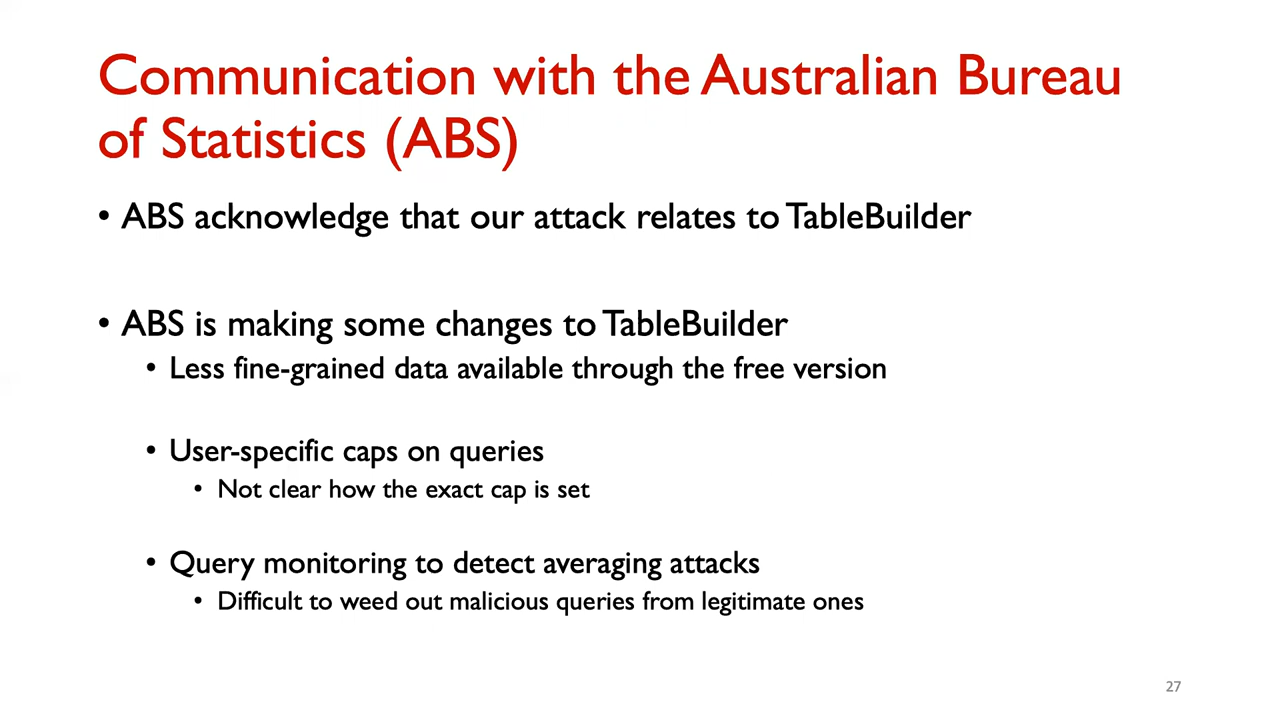 Communication with the Australian Bureau
of Statistics (ABS)
• ABS acknowledge that our attack relates to TableBuilder
• ABS is making some changes to TableBuilder
• Less fine-grained data available through the free version
• User-specific caps on queries
• Not clear how the exact cap is set
• Query monitoring to detect averaging attacks
• Difficult to weed out malicious queries from legitimate ones
27